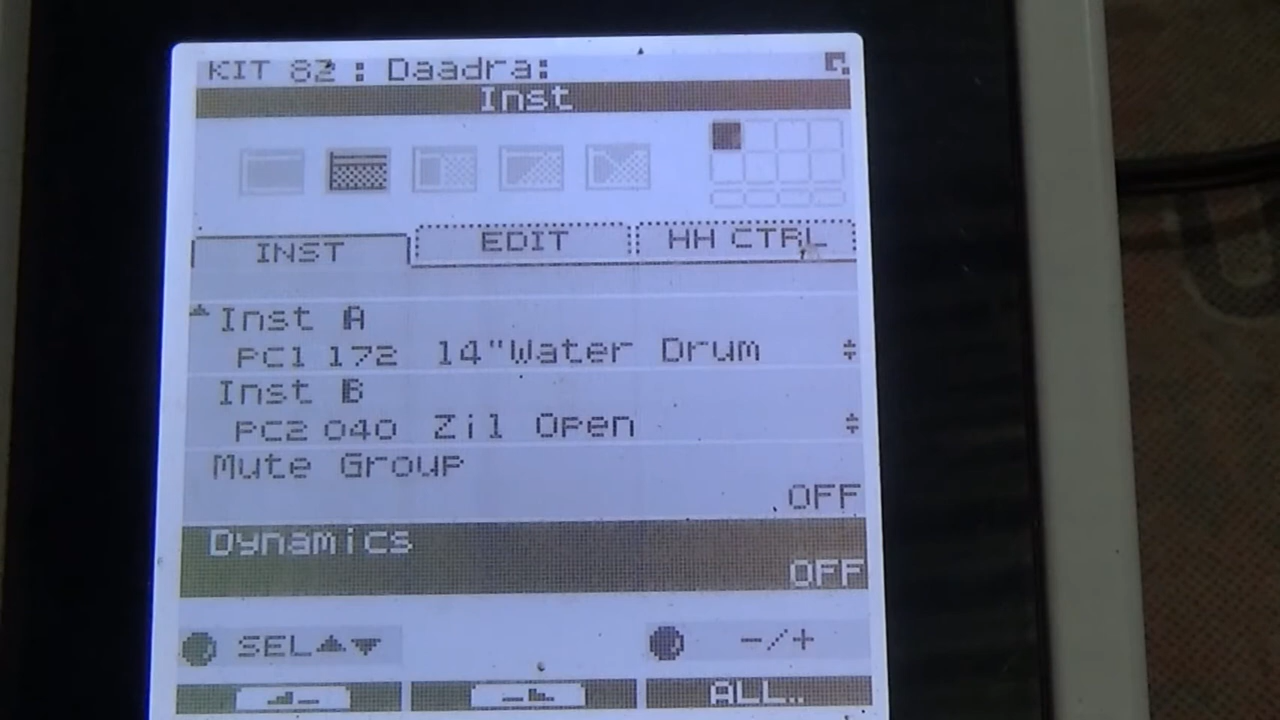 KIT 82 : Daadra:
Inst
INST EDIT HH CTRL
Inst A
PC1 172 14"Water Drum
Inst B
PC2 040 Zil Open
Mute Group
OFF
Dynamics
OFF
SEL▲▼ -/+
ALL..